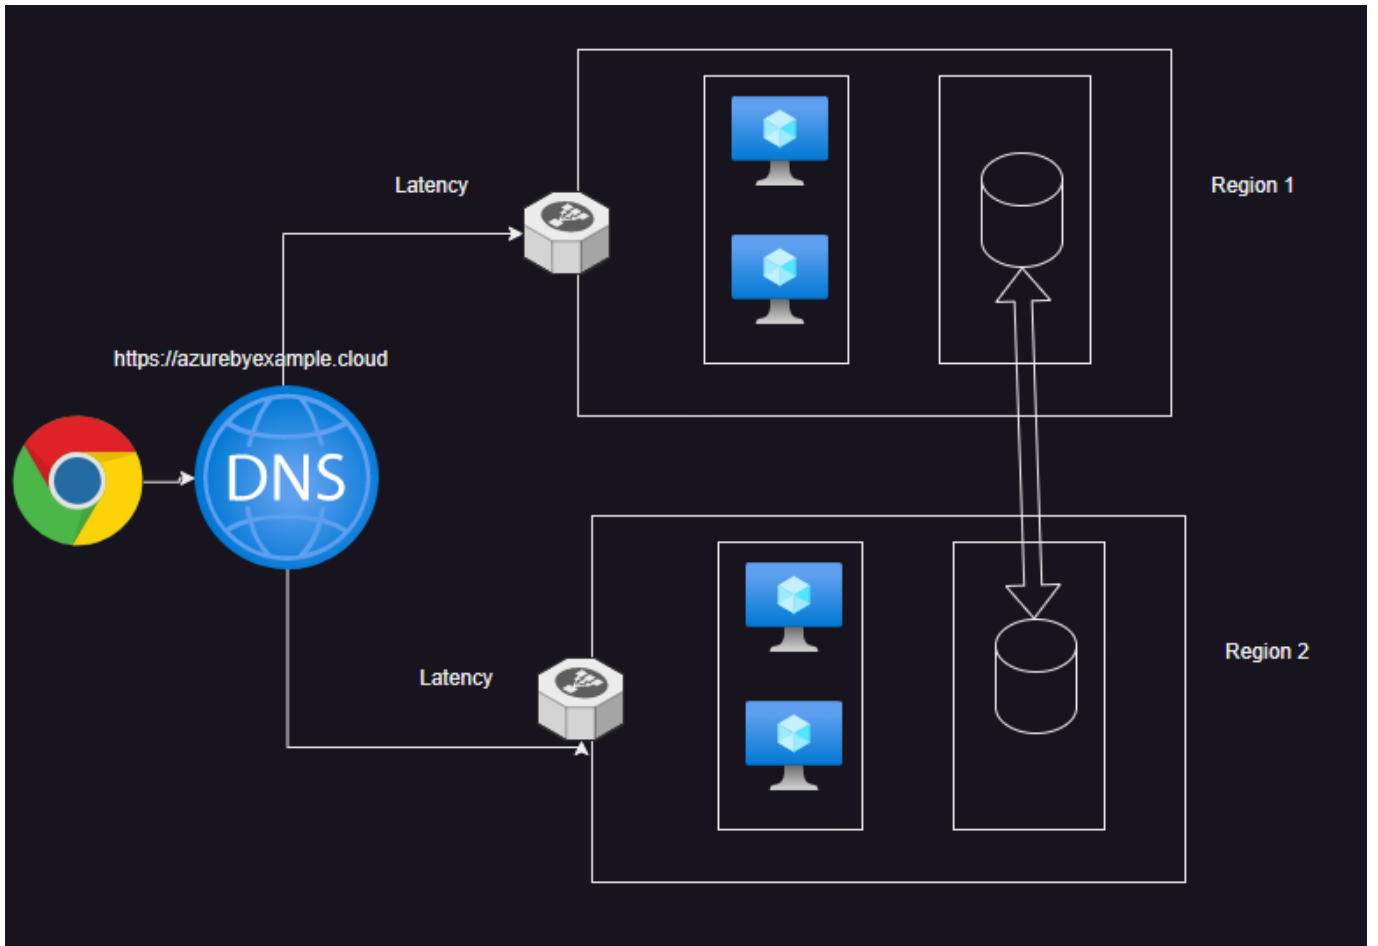 Latency
Region 1
https://azurebyexample.cloud
DNS
Region 2
Latency